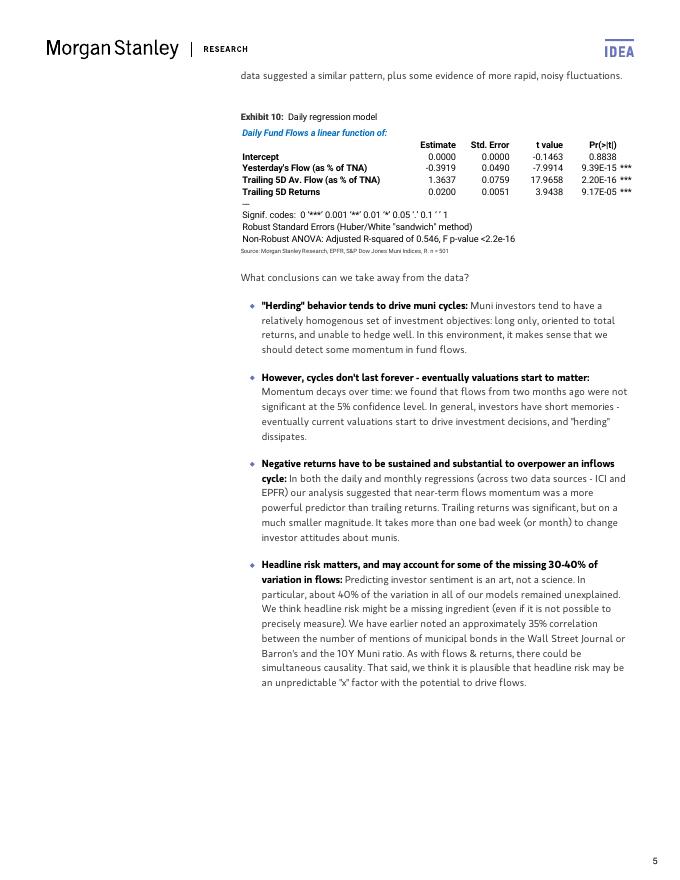 Morgan Stanley | RESEARCH
IDEA
data suggested a similar pattern, plus some evidence of more rapid, noisy fluctuations.
Exhibit 10: Daily regression model
Daily Fund Flows a linear function of:
Estimate Std. Error t value Pr(>|t|)
Intercept 0.0000 0.0000 -0.1463 0.8838
Yesterday's Flow (as % of TNA) -0.3919 0.0490 -7.9914 9.39E-15 ***
Trailing 5D Av. Flow (as % of TNA) 1.3637 0.0759 17.9658 2.20E-16 ***
Trailing 5D Returns 0.0200 0.0051 3.9438 9.17E-05 ***
---
Signif. codes: 0 '***' 0.001 '**' 0.01 '*' 0.05 '.' 0.1 ' ' 1
Robust Standard Errors (Huber/White "sandwich" method)
Non-Robust ANOVA: Adjusted R-squared of 0.546, F p-value <2.2e-16
Source: Morgan Stanley Research, EPFR, S&P Dow Jones Muni Indices, R. n = 501
What conclusions can we take away from the data?
◆ "Herding" behavior tends to drive muni cycles: Muni investors tend to have a
relatively homogenous set of investment objectives: long only, oriented to total
returns, and unable to hedge well. In this environment, it makes sense that we
should detect some momentum in fund flows.
◆ However, cycles don't last forever - eventually valuations start to matter:
Momentum decays over time: we found that flows from two months ago were not
significant at the 5% confidence level. In general, investors have short memories -
eventually current valuations start to drive investment decisions, and "herding"
dissipates.
◆ Negative returns have to be sustained and substantial to overpower an inflows
cycle: In both the daily and monthly regressions (across two data sources - ICI and
EPFR) our analysis suggested that near-term flows momentum was a more
powerful predictor than trailing returns. Trailing returns was significant, but on a
much smaller magnitude. It takes more than one bad week (or month) to change
investor attitudes about munis.
◆ Headline risk matters, and may account for some of the missing 30-40% of
variation in flows: Predicting investor sentiment is an art, not a science. In
particular, about 40% of the variation in all of our models remained unexplained.
We think headline risk might be a missing ingredient (even if it is not possible to
precisely measure). We have earlier noted an approximately 35% correlation
between the number of mentions of municipal bonds in the Wall Street Journal or
Barron's and the 10Y Muni ratio. As with flows & returns, there could be
simultaneous causality. That said, we think it is plausible that headline risk may be
an unpredictable "x" factor with the potential to drive flows.
5